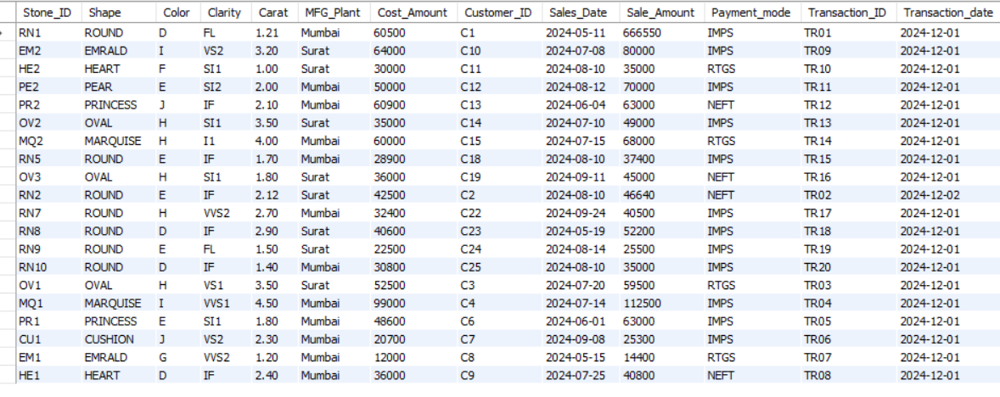 Stone_ID Shape Color Clarity Carat MFG_Plant Cost_Amount Customer_ID Sales_Date Sale_Amount Payment_mode Transaction_ID Transaction_date
RN1 ROUND D FL 1.21 Mumbai 60500 C1 2024-05-11 666550 IMPS TR01 2024-12-01
EM2 EMRALD I VS2 3.20 Surat 64000 C10 2024-07-08 80000 IMPS TR09 2024-12-01
HE2 HEART F SI1 1.00 Surat 30000 C11 2024-08-10 35000 RTGS TR10 2024-12-01
PE2 PEAR E SI2 2.00 Mumbai 50000 C12 2024-08-12 70000 IMPS TR11 2024-12-01
PR2 PRINCESS J IF 2.10 Mumbai 60900 C13 2024-06-04 63000 NEFT TR12 2024-12-01
OV2 OVAL H SI1 3.50 Surat 35000 C14 2024-07-10 49000 IMPS TR13 2024-12-01
MQ2 MARQUISE H I1 4.00 Mumbai 60000 C15 2024-07-15 68000 RTGS TR14 2024-12-01
RN5 ROUND E IF 1.70 Mumbai 28900 C18 2024-08-10 37400 IMPS TR15 2024-12-01
OV3 OVAL H SI1 1.80 Surat 36000 C19 2024-09-11 45000 NEFT TR16 2024-12-01
RN2 ROUND E IF 2.12 Surat 42500 C2 2024-08-10 46640 NEFT TR02 2024-12-02
RN7 ROUND H VVS2 2.70 Mumbai 32400 C22 2024-09-24 40500 IMPS TR17 2024-12-01
RN8 ROUND D IF 2.90 Surat 40600 C23 2024-05-19 52200 IMPS TR18 2024-12-01
RN9 ROUND E FL 1.50 Surat 22500 C24 2024-08-14 25500 IMPS TR19 2024-12-01
RN10 ROUND D IF 1.40 Mumbai 30800 C25 2024-08-10 35000 IMPS TR20 2024-12-01
OV1 OVAL H VS1 3.50 Surat 52500 C3 2024-07-20 59500 RTGS TR03 2024-12-01
MQ1 MARQUISE I VVS1 4.50 Mumbai 99000 C4 2024-07-14 112500 IMPS TR04 2024-12-01
PR1 PRINCESS E SI1 1.80 Mumbai 48600 C6 2024-06-01 63000 IMPS TR05 2024-12-01
CU1 CUSHION J VS2 2.30 Mumbai 20700 C7 2024-09-08 25300 IMPS TR06 2024-12-01
EM1 EMRALD G VVS2 1.20 Mumbai 12000 C8 2024-05-15 14400 RTGS TR07 2024-12-01
HE1 HEART D IF 2.40 Mumbai 36000 C9 2024-07-25 40800 NEFT TR08 2024-12-01